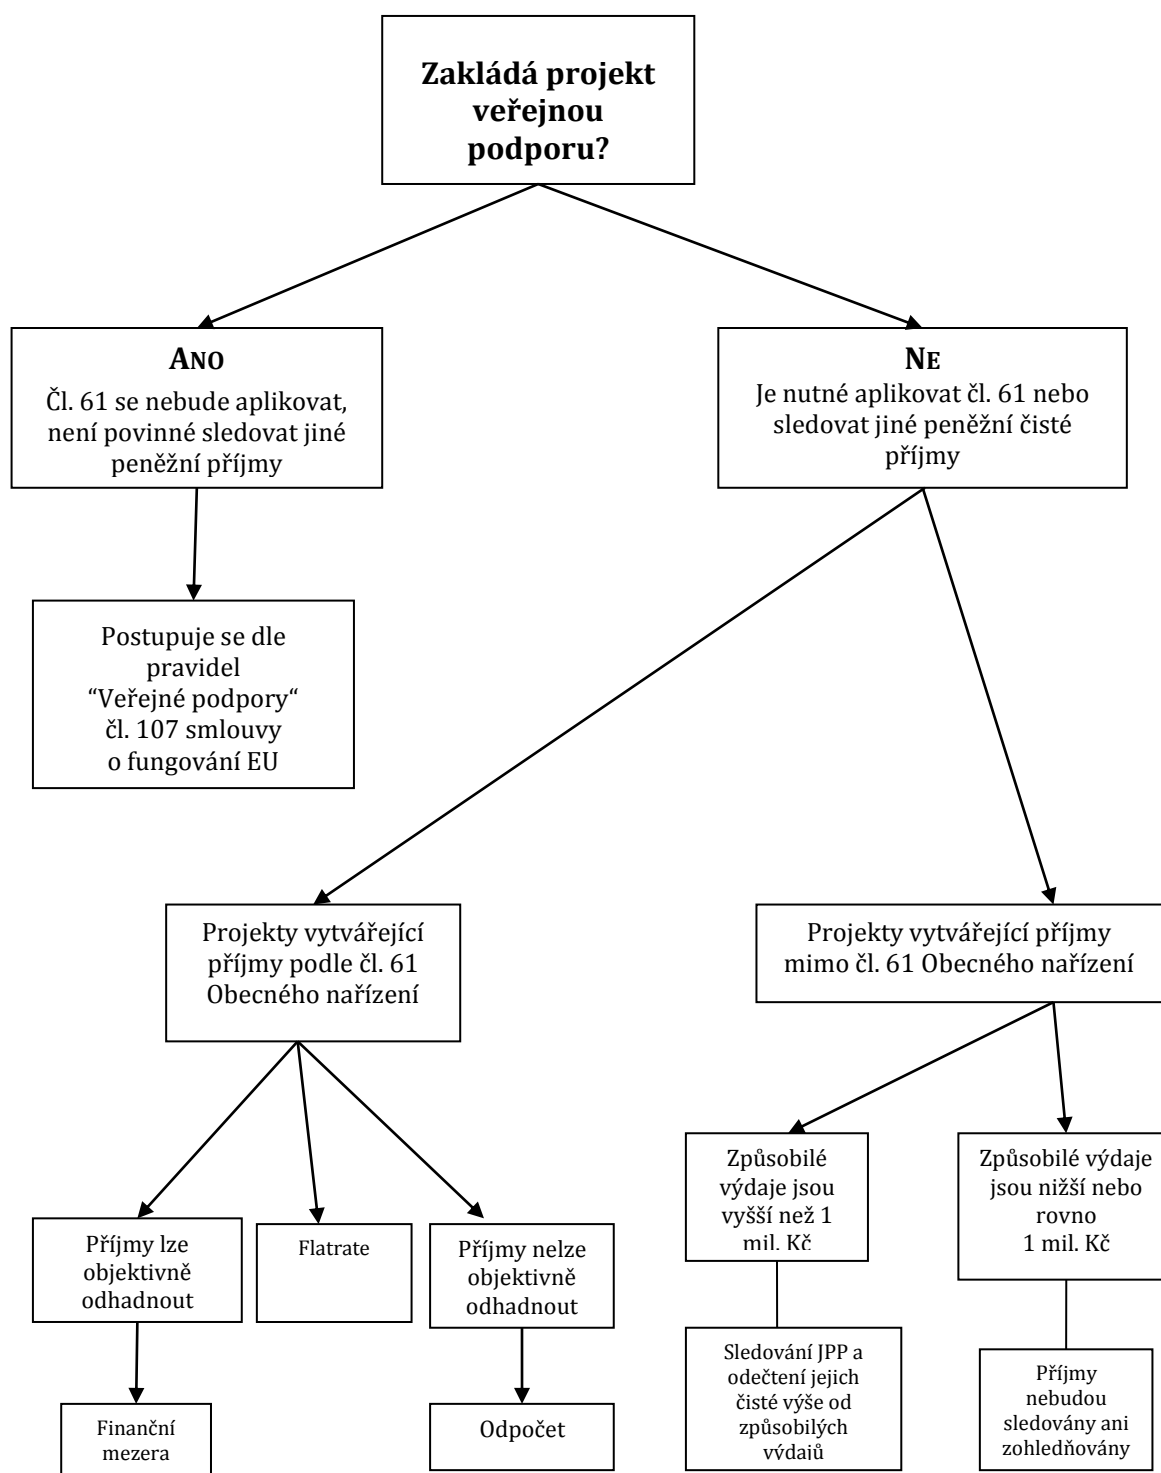 Zakládá projekt
veřejnou
podporu?
ANO
Čl. 61 se nebude aplikovat,
není povinné sledovat jiné
peněžní příjmy
NE
Je nutné aplikovat čl. 61 nebo
sledovat jiné peněžní čisté
příjmy
Postupuje se dle
pravidel
“Veřejné podpory“
čl. 107 smlouvy
o fungování EU
Projekty vytvářející
příjmy podle čl. 61
Obecného nařízení
Projekty vytvářející příjmy
mimo čl. 61 Obecného nařízení
Příjmy lze
objektivně
odhadnout
Flatrate
Příjmy nelze
objektivně
odhadnout
Způsobilé
výdaje jsou
vyšší než 1
mil. Kč
Způsobilé výdaje
jsou nižší nebo
rovno
1 mil. Kč
Finanční
mezera
Odpočet
Sledování JPP a
odečtení jejich
čisté výše od
způsobilých
výdajů
Příjmy
nebudou
sledovány ani
zohledňovány